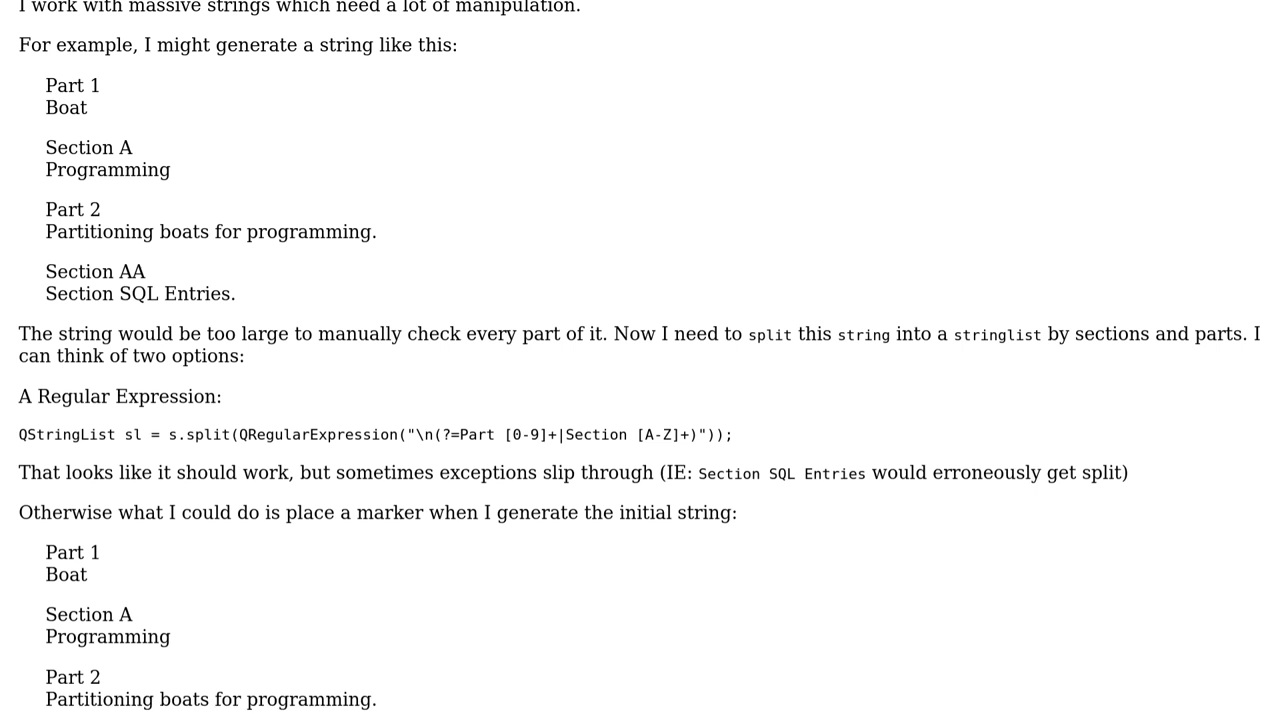 I work with massive strings which need a lot of manipulation.
For example, I might generate a string like this:
Part 1
Boat
Section A
Programming
Part 2
Partitioning boats for programming.
Section AA
Section SQL Entries.
The string would be too large to manually check every part of it. Now I need to split this string into a stringlist by sections and parts. I
can think of two options:
A Regular Expression:
QStringList sl = s.split(QRegularExpression("\n(?=Part [0-9]+|Section [A-Z]+)"));
That looks like it should work, but sometimes exceptions slip through (IE: Section SQL Entries would erroneously get split)
Otherwise what I could do is place a marker when I generate the initial string:
Part 1
Boat
Section A
Programming
Part 2
Partitioning boats for programming.